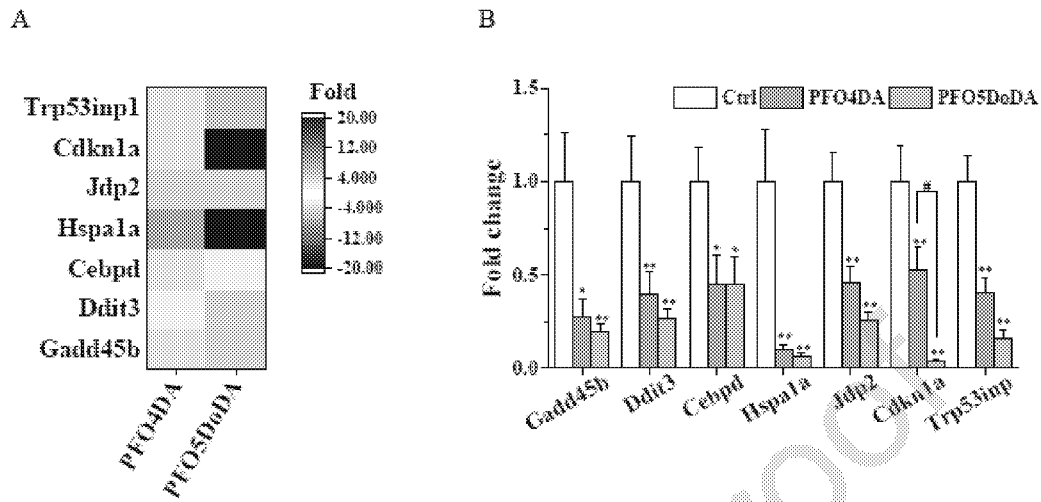 A
Trp53inp1
Cdkn1a
Jdp2
Hspa1a
Cebpd
Ddit3
Gadd45b
PFO4DA
PFO5DoDA
Fold
20.00
12.00
4.000
-4.000
-12.00
-20.00
B
Fold change
1.5
1.0
0.5
0.0
Ctrl PFO4DA PFO5DoDA
* ** ** ** * * ** ** ** ** # ** ** ** **
Gadd45b
Ddit3
Cebpd
Hspa1a
Jdp2
Cdkn1a
Trp53inp